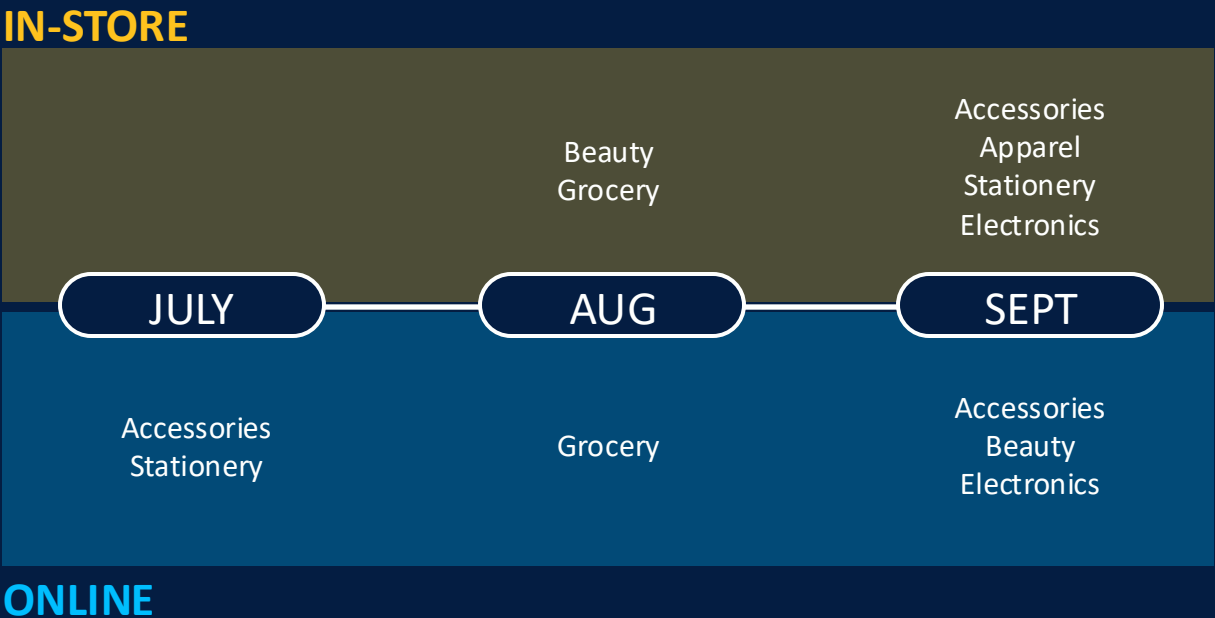 IN-STORE
Beauty
Grocery
Accessories
Apparel
Stationery
Electronics
JULY
AUG
SEPT
Accessories
Stationery
Grocery
Accessories
Beauty
Electronics
ONLINE